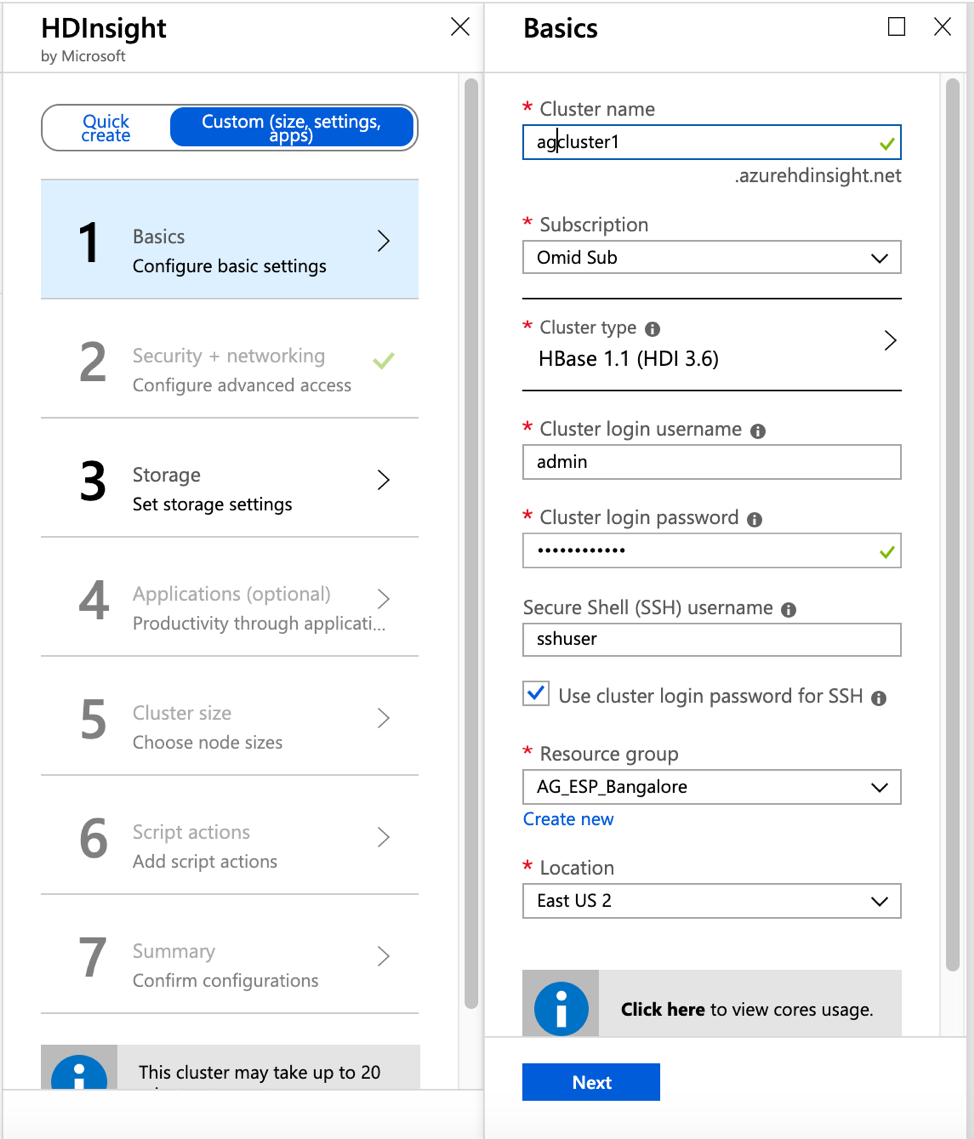 HDInsight
by Microsoft
Quick
create
Custom (size, settings,
apps)
1
Basics
Configure basic settings
2
Security + networking
Configure advanced access
3
Storage
Set storage settings
4
Applications (optional)
Productivity through applicati...
5
Cluster size
Choose node sizes
6
Script actions
Add script actions
7
Summary
Confirm configurations
This cluster may take up to 20
Basics
* Cluster name
agcluster1
.azurehdinsight.net
* Subscription
Omid Sub
* Cluster type
HBase 1.1 (HDI 3.6)
* Cluster login username
admin
* Cluster login password
••••••••••••
Secure Shell (SSH) username
sshuser
Use cluster login password for SSH
* Resource group
AG_ESP_Bangalore
Create new
* Location
East US 2
Click here to view cores usage.
Next